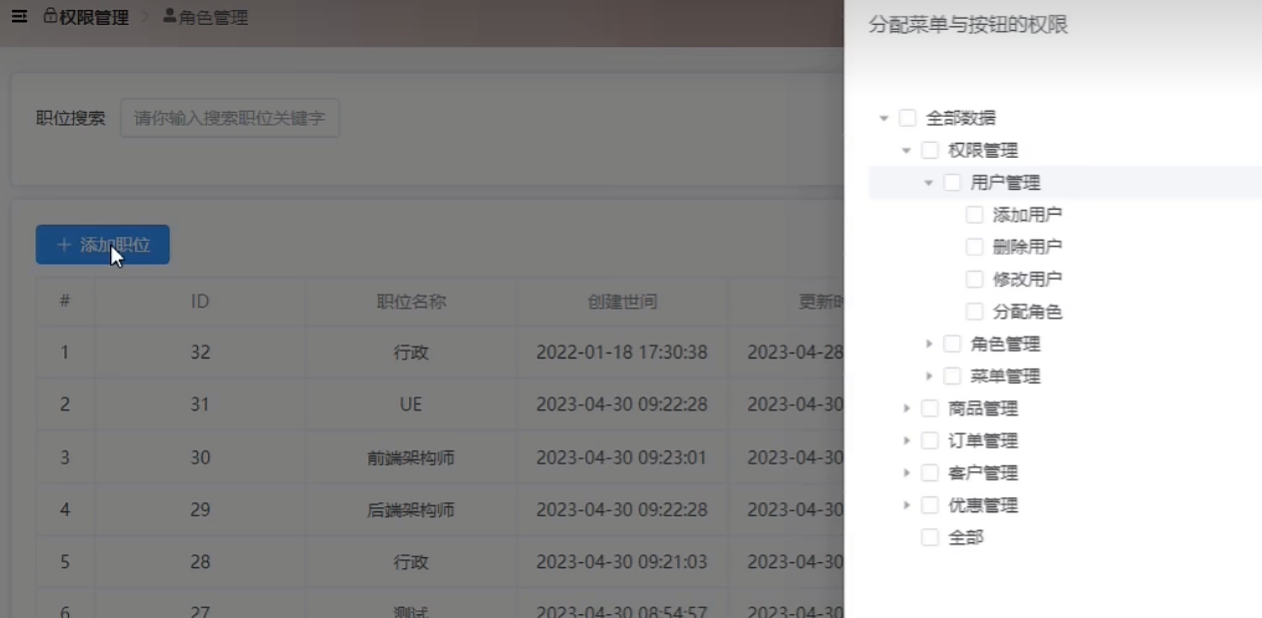 权限管理 角色管理
职位搜索 请你输入搜索职位关键字
添加职位
# ID 职位名称 创建世间 更新时
1 32 行政 2022-01-18 17:30:38 2023-04-28
2 31 UE 2023-04-30 09:22:28 2023-04-30
3 30 前端架构师 2023-04-30 09:23:01 2023-04-30
4 29 后端架构师 2023-04-30 09:22:28 2023-04-30
5 28 行政 2023-04-30 09:21:03 2023-04-30
6 27 测试 2023-04-30 08:54:57 2023-04-30
分配菜单与按钮的权限
全部数据
权限管理
用户管理
添加用户
删除用户
修改用户
分配角色
角色管理
菜单管理
商品管理
订单管理
客户管理
优惠管理
全部